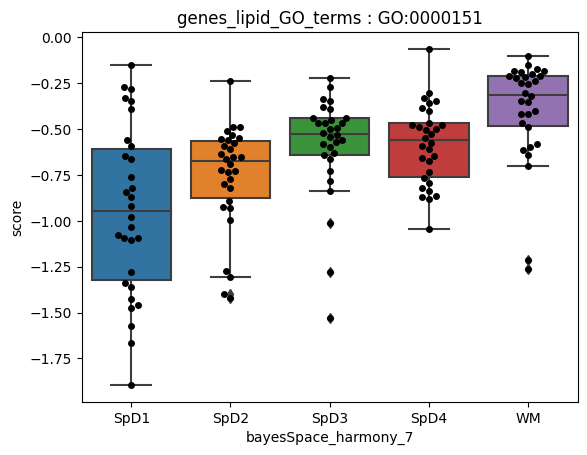 genes_lipid_GO_terms : GO:0000151
0.00
−0.25
−0.50
−0.75
−1.00
−1.25
−1.50
−1.75
score
SpD1 SpD2 SpD3 SpD4 WM
bayesSpace_harmony_7